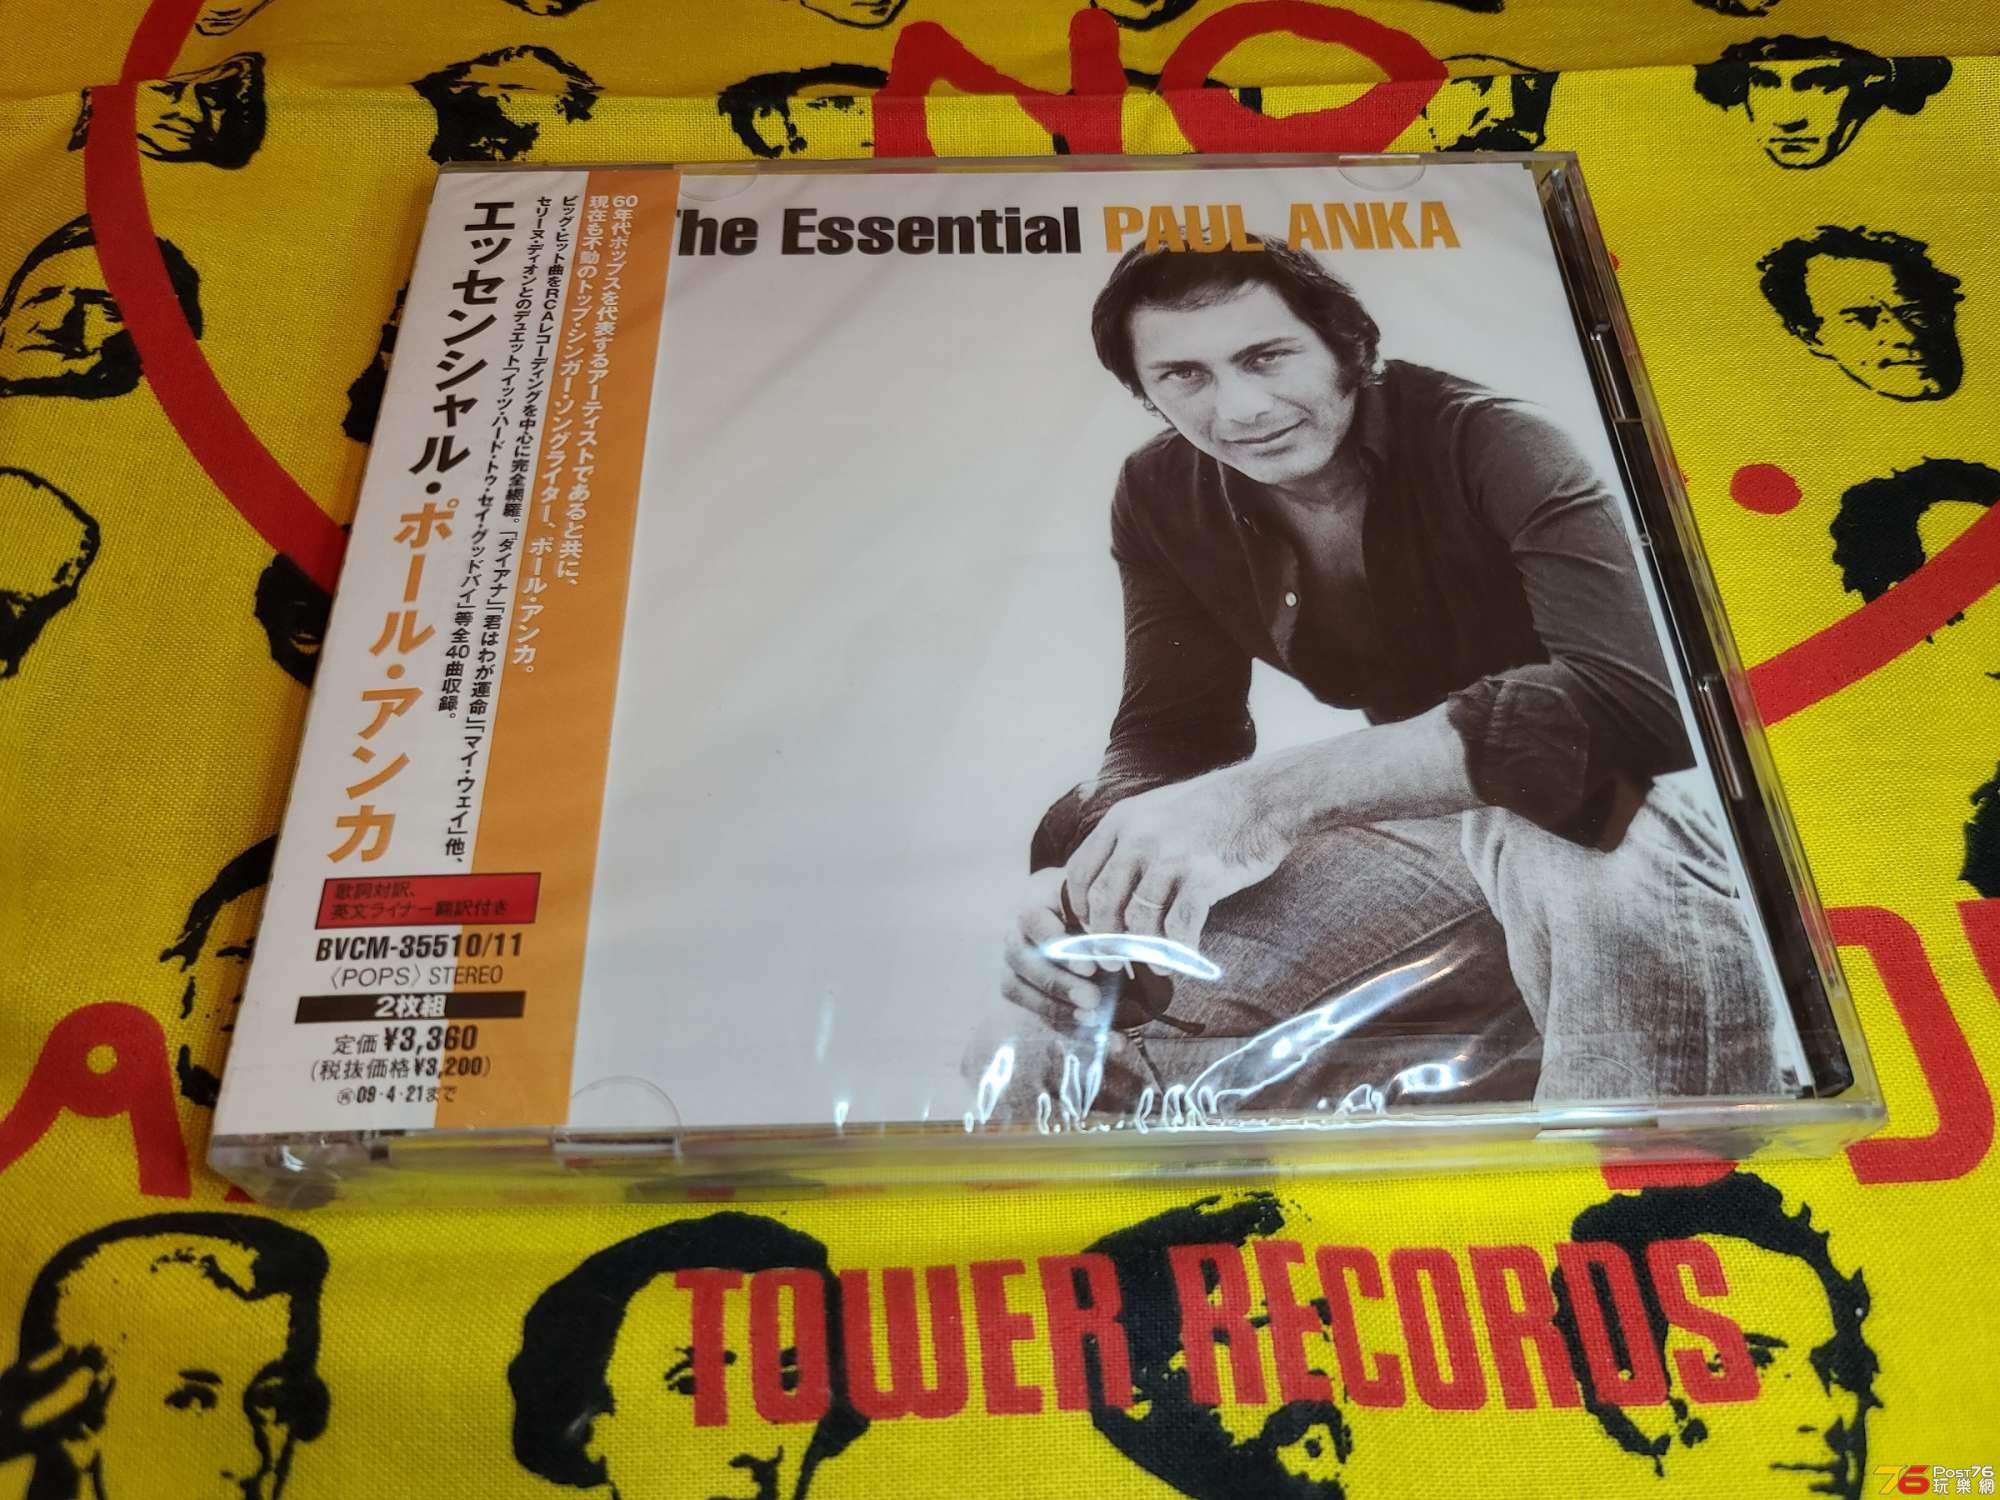 NO
The Essential PAUL ANKA
60年代ポップスを代表するアーティストであると共に、
現在も不動のトップ・シンガー・ソングライター、ポール・アンカ。
ビッグ・ヒット曲をRCAレコーディングを中心に完全網羅。「ダイアナ」「君はわが運命」「マイ・ウェイ」他、
セリーヌ・ディオンとのデュエット「イッツ・ハード・トゥ・セイ・グッドバイ」等全40曲収録。
エッセンシャル・ポール・アンカ
歌詞対訳、
英文ライナー翻訳付き
BVCM-35510/11
〈POPS〉STEREO
2枚組
定価¥3,360
(税抜価格¥3,200)
㋐09・4・21まで
TOWER RECORDS
76 POST76
玩樂網